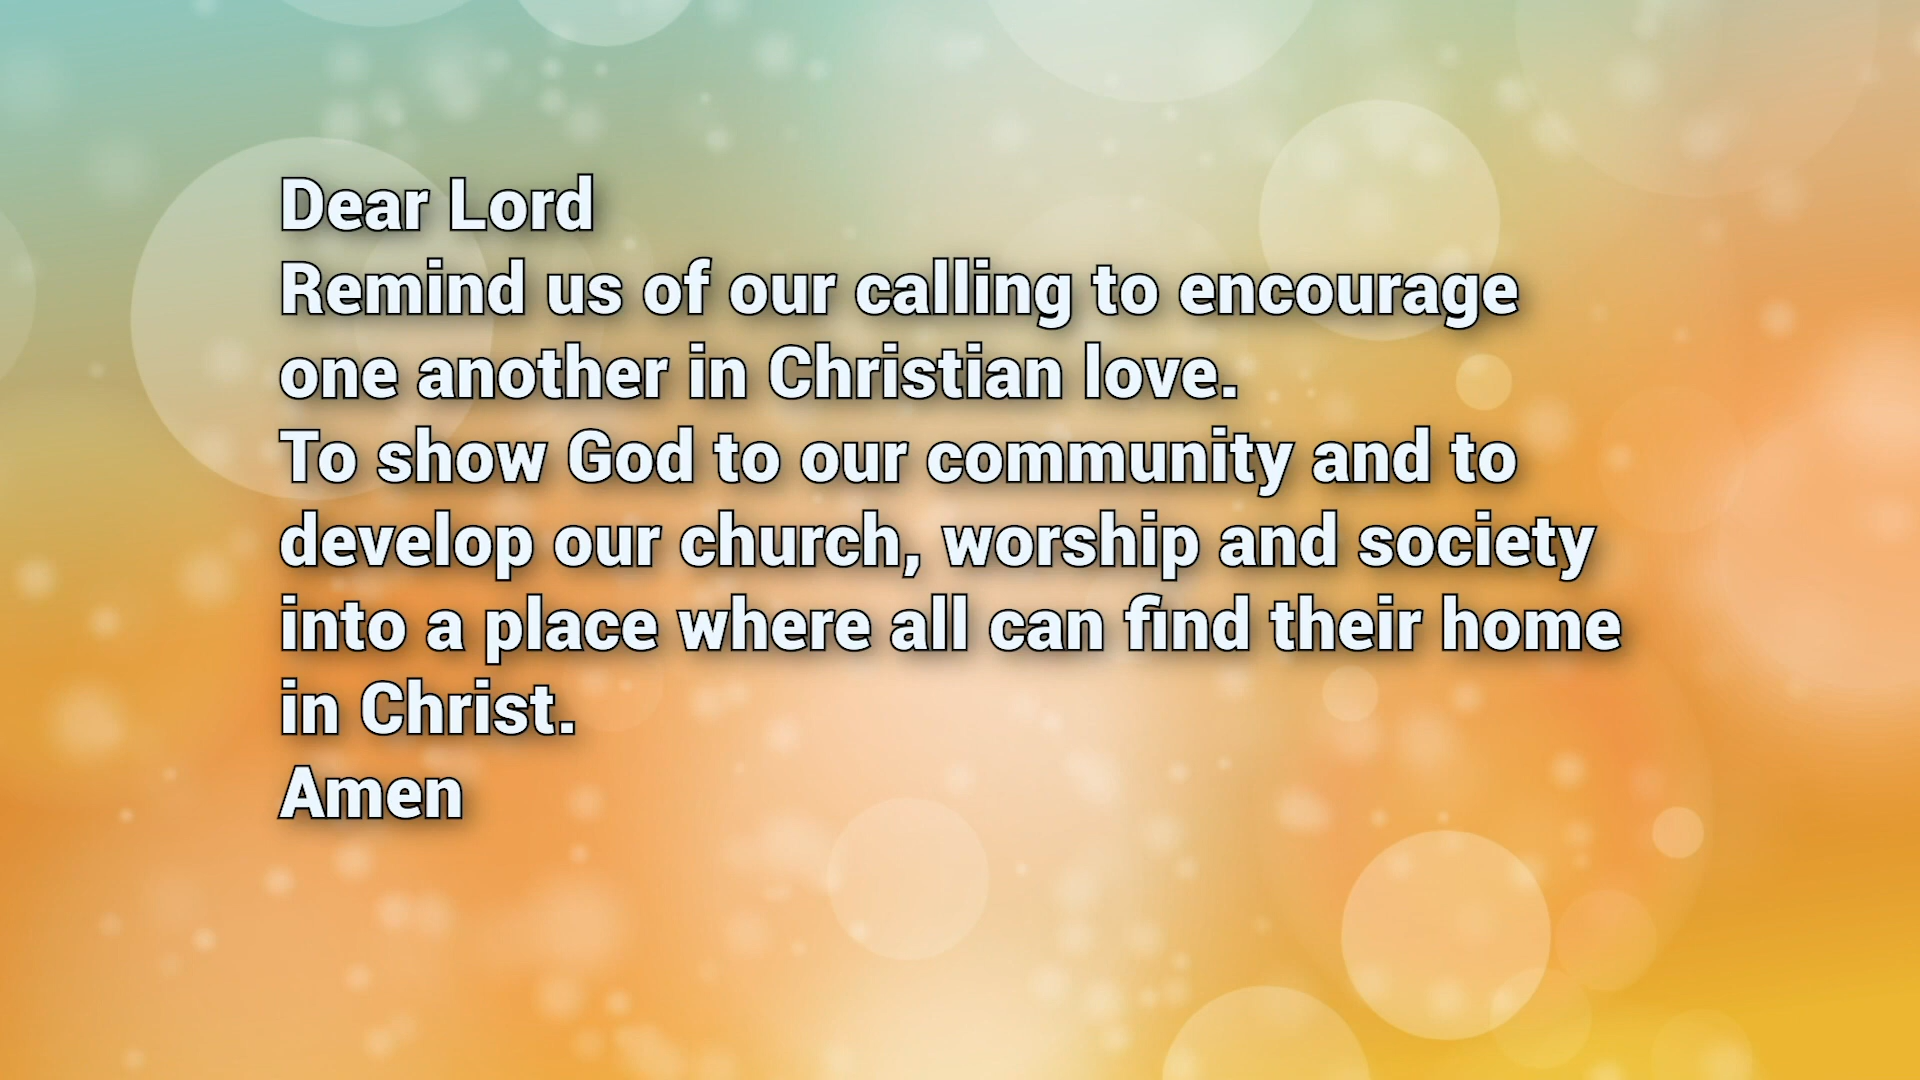 Dear Lord
Remind us of our calling to encourage
one another in Christian love.
To show God to our community and to
develop our church, worship and society
into a place where all can find their home
in Christ.
Amen